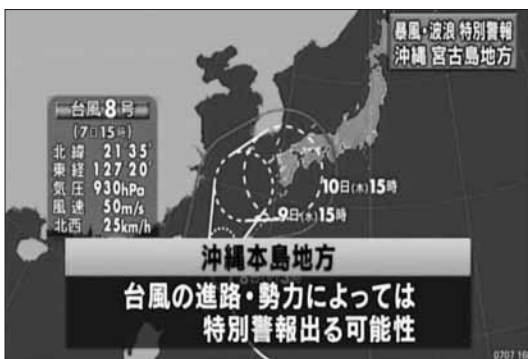 暴風・波浪 特別警報
沖縄 宮古島地方
台風8号
(7日15時)
北緯 21°35′
東経 127°20′
気圧 930hPa
風速 50m/s
北西 25km/h
10日(木)15時
9日(水)15時
沖縄本島地方
台風の進路・勢力によっては
特別警報出る可能性